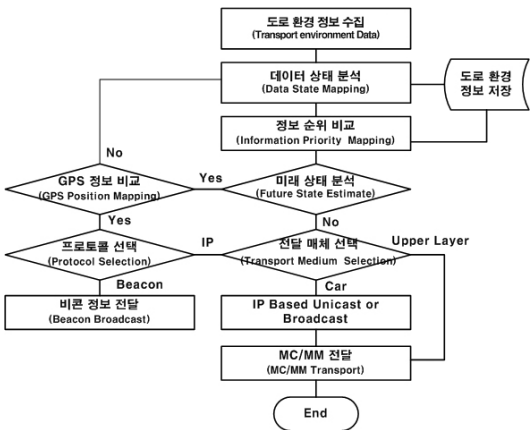 도로 환경 정보 수집
(Transport environment Data)
데이터 상태 분석
(Data State Mapping)
도로 환경
정보 저장
정보 순위 비교
(Information Priority Mapping)
No
GPS 정보 비교
(GPS Position Mapping)
Yes
미래 상태 분석
(Future State Estimate)
Yes
No
프로토콜 선택
(Protocol Selection)
IP
전달 매체 선택
(Transport Medium Selection)
Upper Layer
Beacon
Car
비콘 정보 전달
(Beacon Broadcast)
IP Based Unicast or
Broadcast
MC/MM 전달
(MC/MM Transport)
End